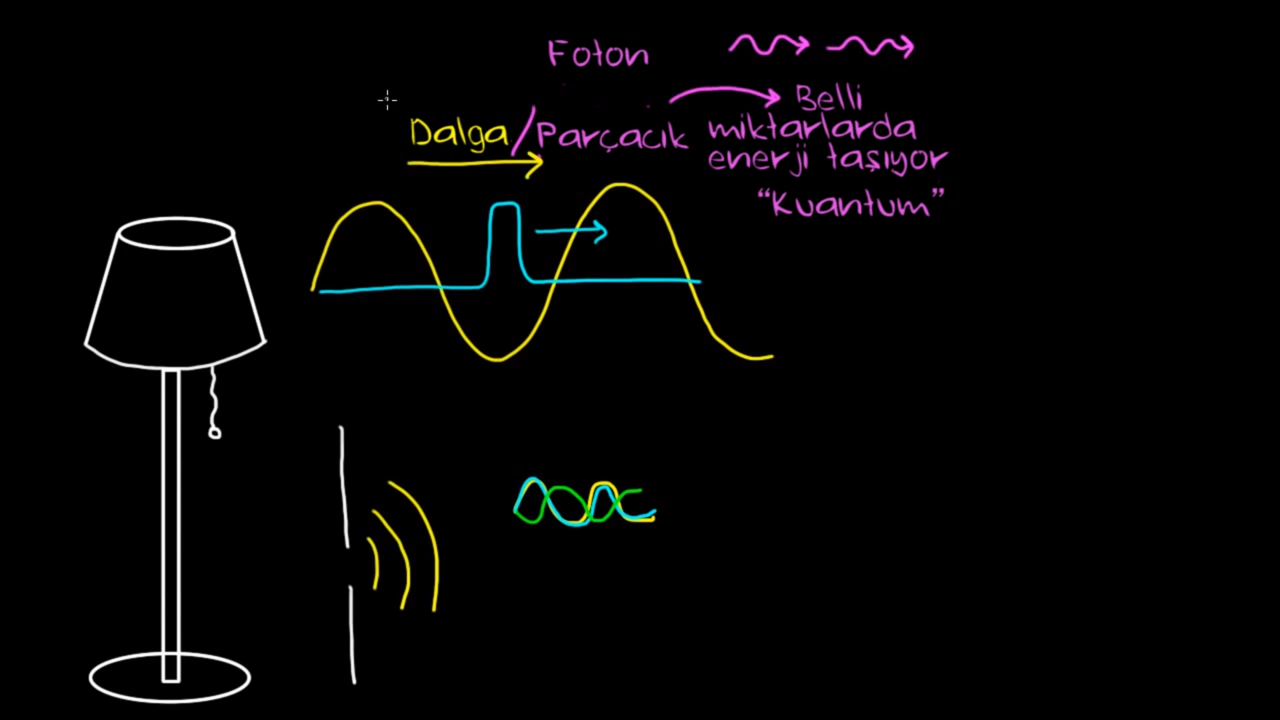 Foton
Dalga/Parçacık
Belli
miktarlarda
enerji taşıyor
"Kuantum"